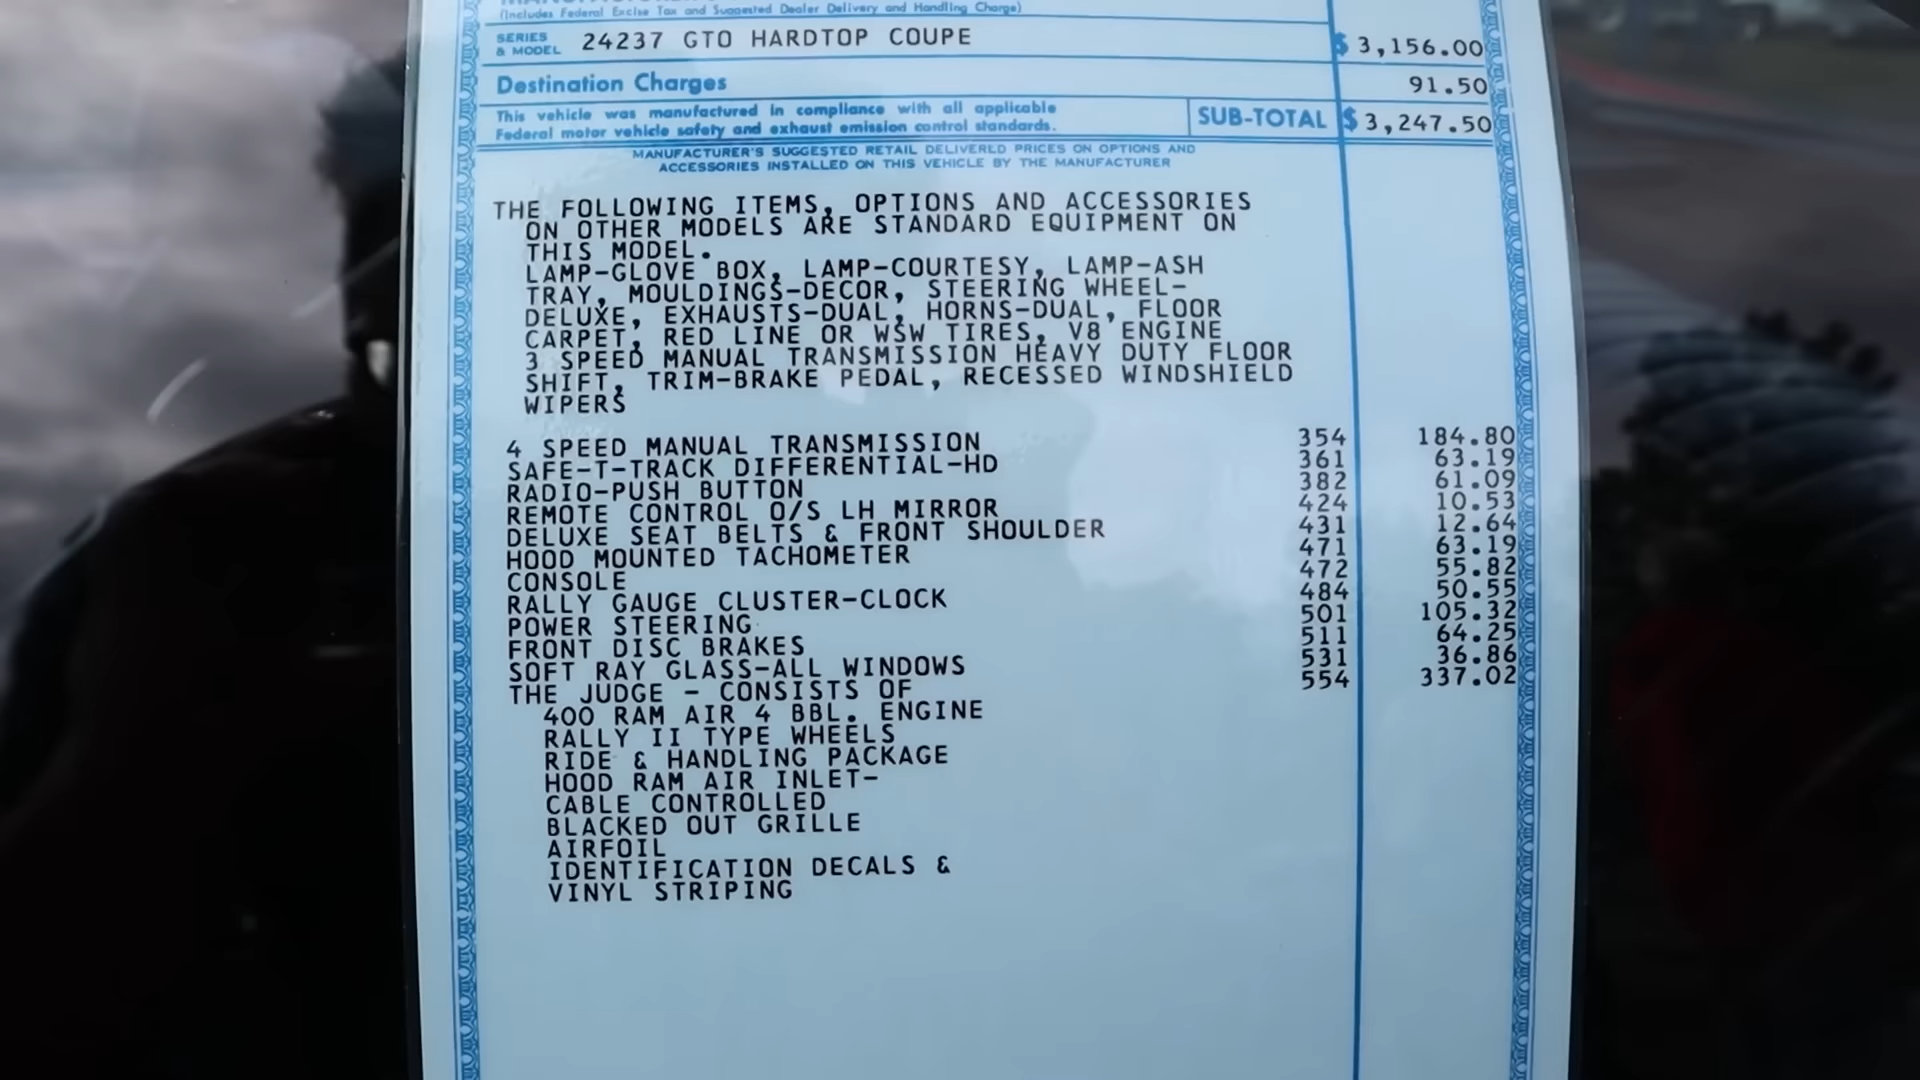 (Includes Federal Excise Tax and Suggested Dealer Delivery and Handling Charge)
SERIES & MODEL 24237 GTO HARDTOP COUPE $ 3,156.00
Destination Charges 91.50
This vehicle was manufactured in compliance with all applicable
Federal motor vehicle safety and exhaust emission control standards. SUB-TOTAL $ 3,247.50
MANUFACTURER'S SUGGESTED RETAIL DELIVERED PRICES ON OPTIONS AND
ACCESSORIES INSTALLED ON THIS VEHICLE BY THE MANUFACTURER
THE FOLLOWING ITEMS, OPTIONS AND ACCESSORIES
ON OTHER MODELS ARE STANDARD EQUIPMENT ON
THIS MODEL.
LAMP-GLOVE BOX, LAMP-COURTESY, LAMP-ASH
TRAY, MOULDINGS-DECOR, STEERING WHEEL-
DELUXE, EXHAUSTS-DUAL, HORNS-DUAL, FLOOR
CARPET, RED LINE OR WSW TIRES, V8 ENGINE
3 SPEED MANUAL TRANSMISSION HEAVY DUTY FLOOR
SHIFT, TRIM-BRAKE PEDAL, RECESSED WINDSHIELD
WIPERS
4 SPEED MANUAL TRANSMISSION 354 184.80
SAFE-T-TRACK DIFFERENTIAL-HD 361 63.19
RADIO-PUSH BUTTON 382 61.09
REMOTE CONTROL O/S LH MIRROR 424 10.53
DELUXE SEAT BELTS & FRONT SHOULDER 431 12.64
HOOD MOUNTED TACHOMETER 471 63.19
CONSOLE 472 55.82
RALLY GAUGE CLUSTER-CLOCK 484 50.55
POWER STEERING 501 105.32
FRONT DISC BRAKES 511 64.25
SOFT RAY GLASS-ALL WINDOWS 531 36.86
THE JUDGE - CONSISTS OF 554 337.02
400 RAM AIR 4 BBL. ENGINE
RALLY II TYPE WHEELS
RIDE & HANDLING PACKAGE
HOOD RAM AIR INLET-
CABLE CONTROLLED
BLACKED OUT GRILLE
AIRFOIL
IDENTIFICATION DECALS &
VINYL STRIPING